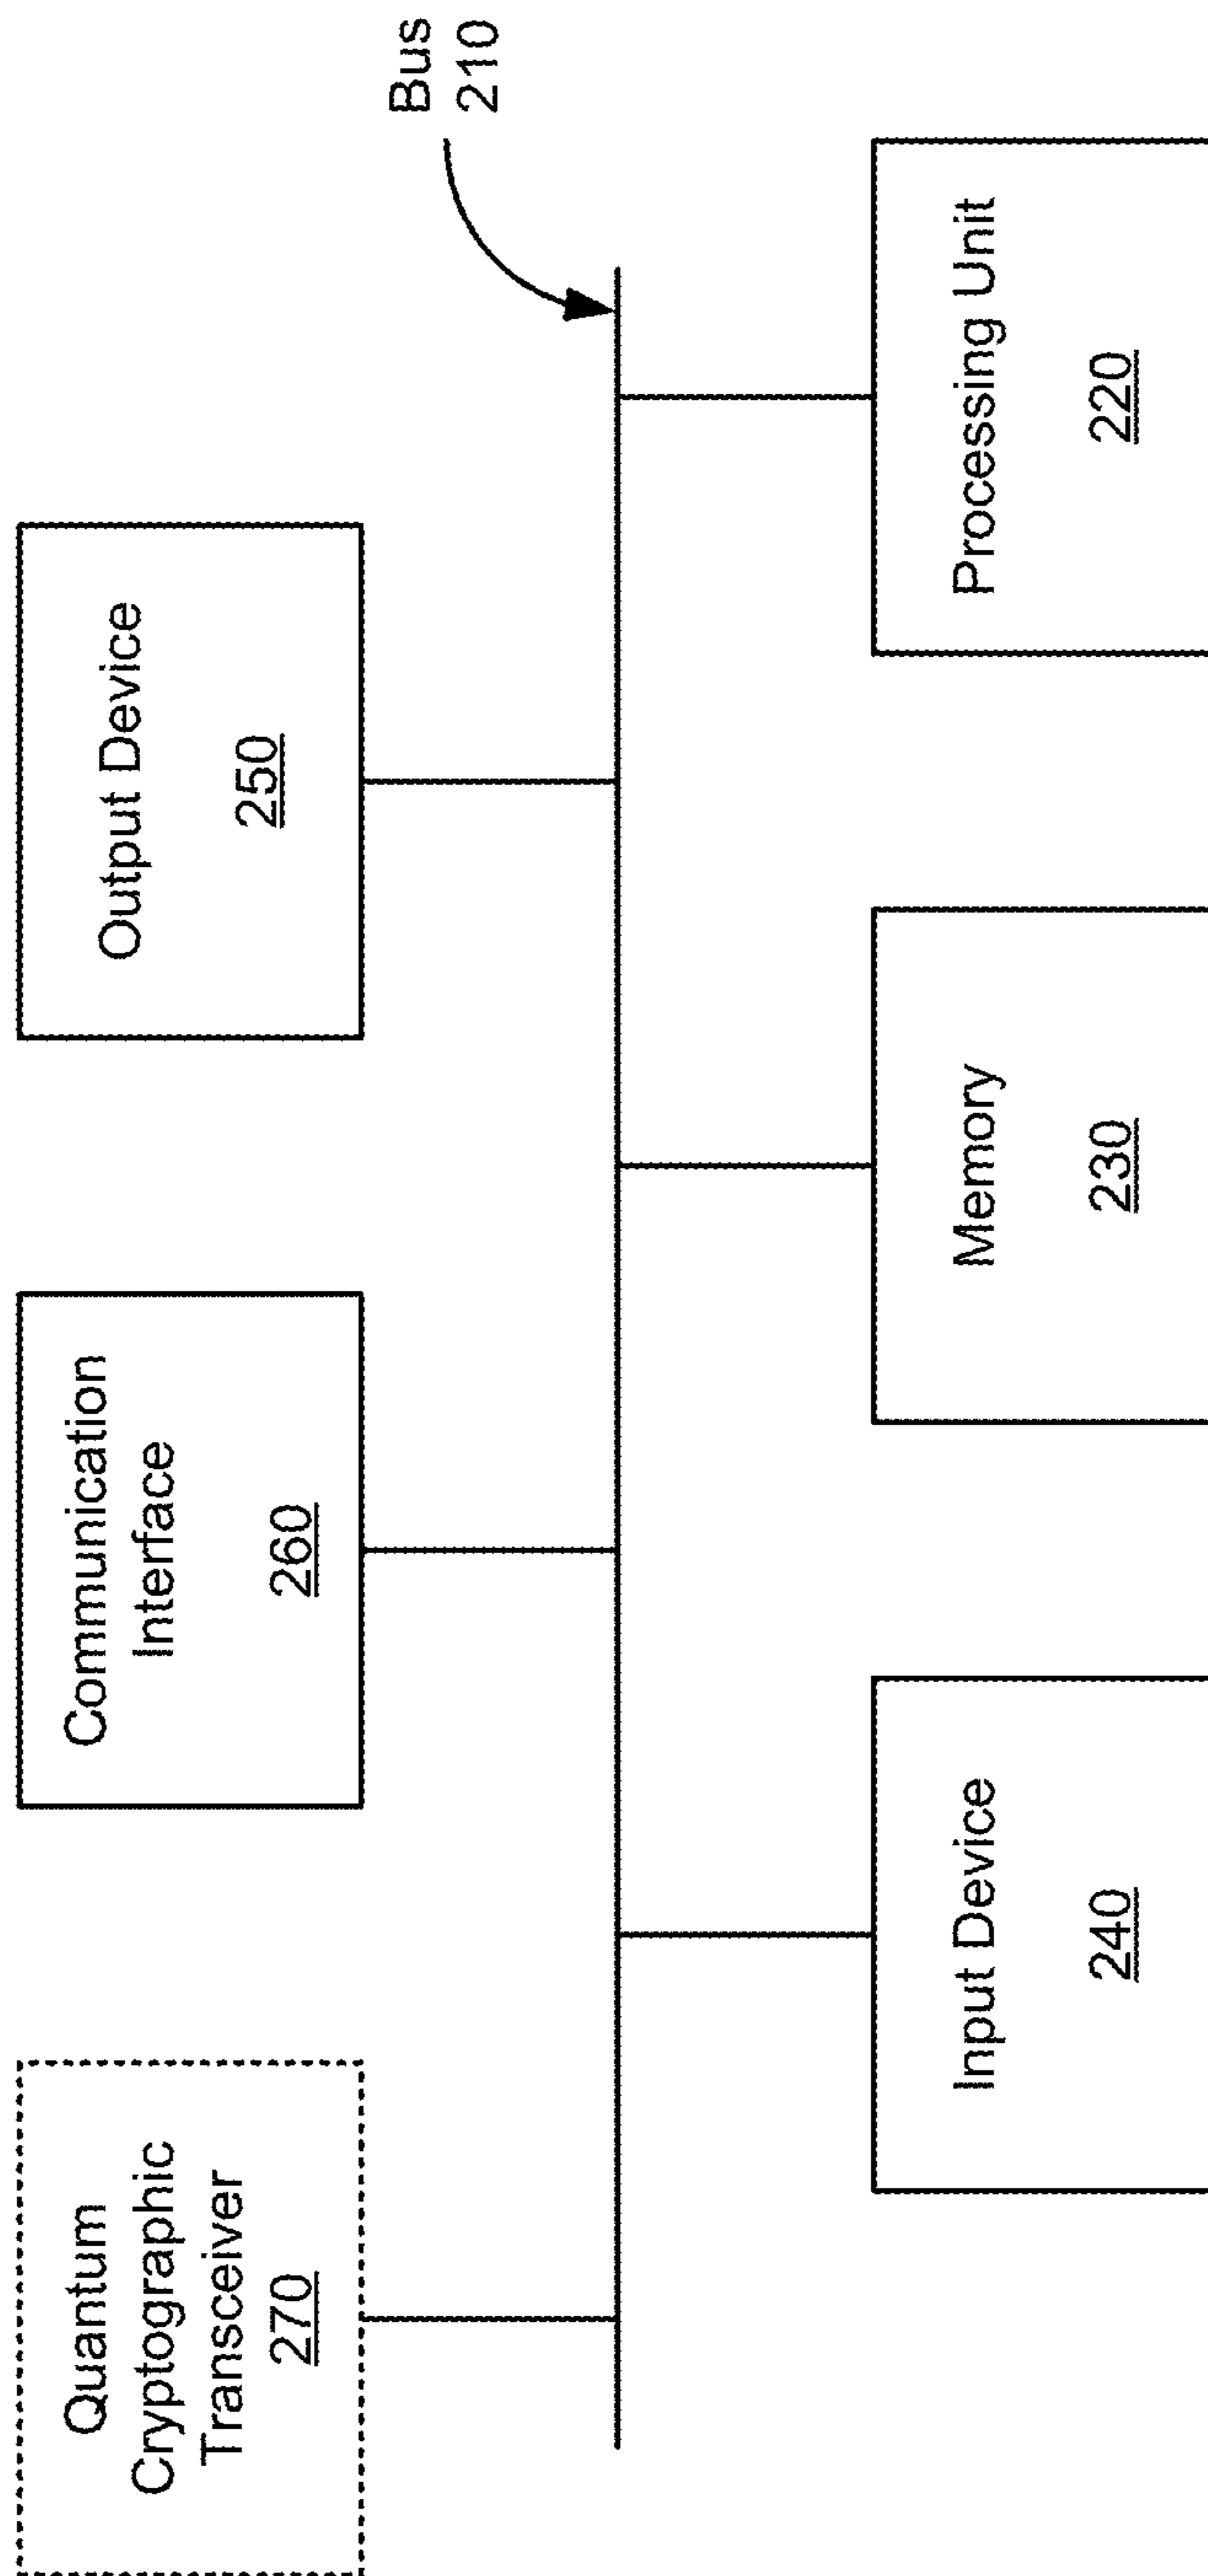 Quantum
Cryptographic
Transceiver
270
Communication
Interface
260
Output Device
250
Bus
210
Input Device
240
Memory
230
Processing Unit
220